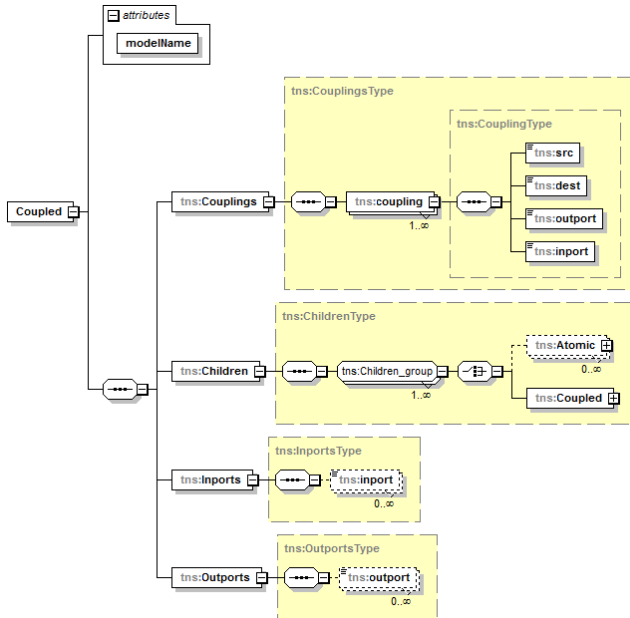 attributes
modelName
tns:CouplingsType
tns:CouplingType
tns:src
tns:dest
tns:outport
tns:inport
tns:Couplings
tns:coupling
1..∞
Coupled
tns:ChildrenType
tns:Children
tns:Children_group
1..∞
tns:Atomic
0..∞
tns:Coupled
tns:InportsType
tns:Inports
tns:inport
0..∞
tns:OutportsType
tns:Outports
tns:outport
0..∞